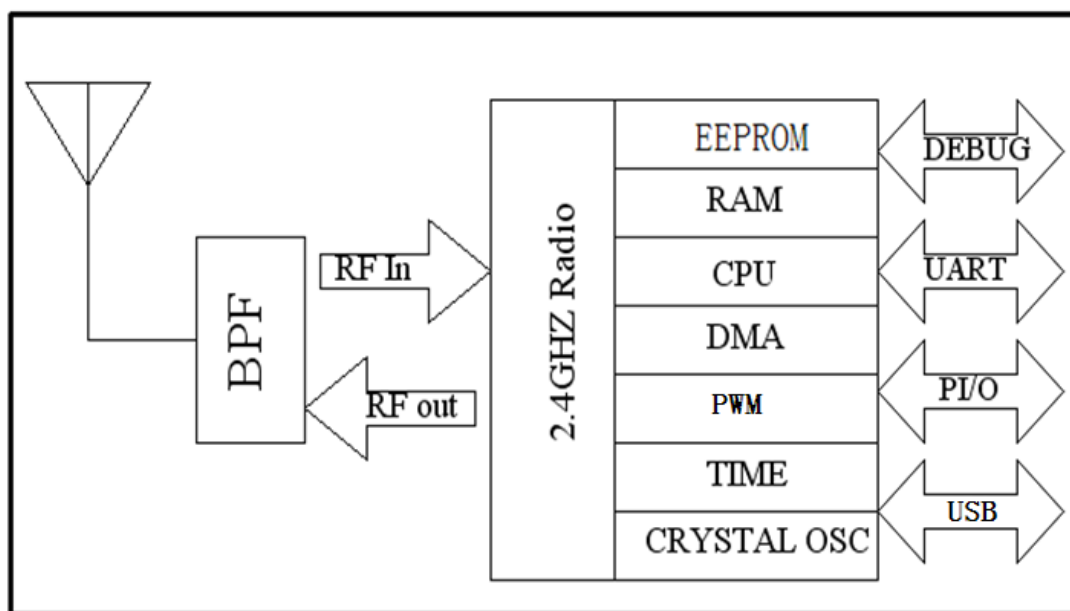 BPF
RF In
RF out
2.4GHZ Radio
EEPROM
RAM
CPU
DMA
PWM
TIME
CRYSTAL OSC
DEBUG
UART
PI/O
USB